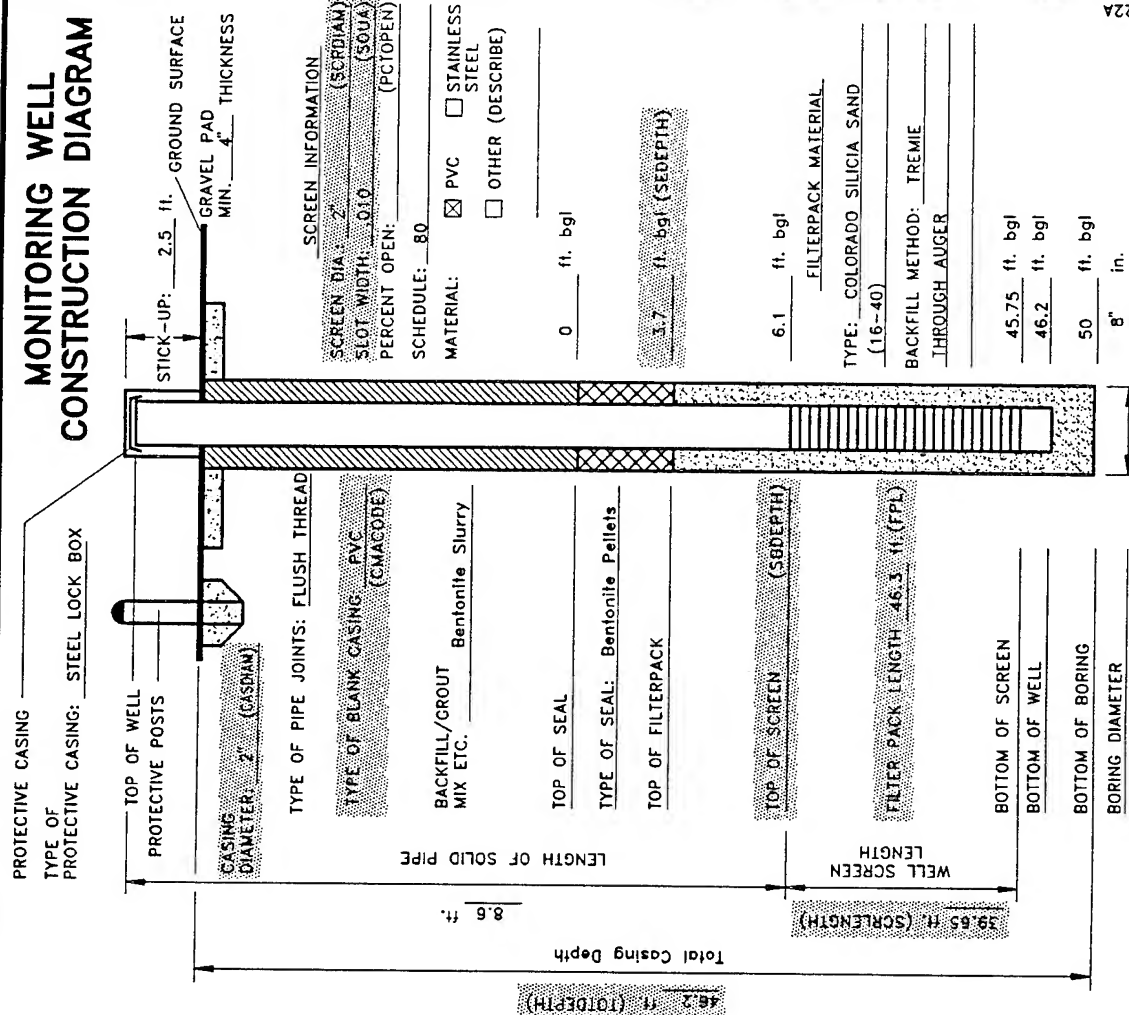 MONITORING WELL
CONSTRUCTION DIAGRAM
PROTECTIVE CASING
TYPE OF
PROTECTIVE CASING: STEEL LOCK BOX
TOP OF WELL
PROTECTIVE POSTS
STICK-UP: 2.5 ft.
GROUND SURFACE
GRAVEL PAD
MIN. 4" THICKNESS
CASING
DIAMETER: 2" (CASDIAM)
TYPE OF PIPE JOINTS: FLUSH THREAD
TYPE OF BLANK CASING: PVC
(CMACODE)
BACKFILL/GROUT
MIX ETC. Bentonite Slurry
SCREEN INFORMATION
SCREEN DIA: 2" (SCRDIAM)
SLOT WIDTH: .010 (SOUA)
PERCENT OPEN: (PCTOPEN)
SCHEDULE: 80
MATERIAL: ☒ PVC ☐ STAINLESS
STEEL
☐ OTHER (DESCRIBE)
TOP OF SEAL 0 ft. bgl
TYPE OF SEAL: Bentonite Pellets
TOP OF FILTERPACK 3.7 ft. bgl (SEDEPTH)
TOP OF SCREEN (SBDEPTH) 6.1 ft. bgl
FILTER PACK LENGTH 46.3 ft.(FPL)
FILTERPACK MATERIAL
TYPE: COLORADO SILICIA SAND
(16-40)
BACKFILL METHOD: TREMIE
THROUGH AUGER
BOTTOM OF SCREEN 45.75 ft. bgl
BOTTOM OF WELL 46.2 ft. bgl
BOTTOM OF BORING 50 ft. bgl
BORING DIAMETER 8" in.
LENGTH OF SOLID PIPE
8.6 ft.
WELL SCREEN
LENGTH
39.65 ft. (SCRLENGTH)
Total Casing Depth
46.2 ft. (TOTDEPTH)